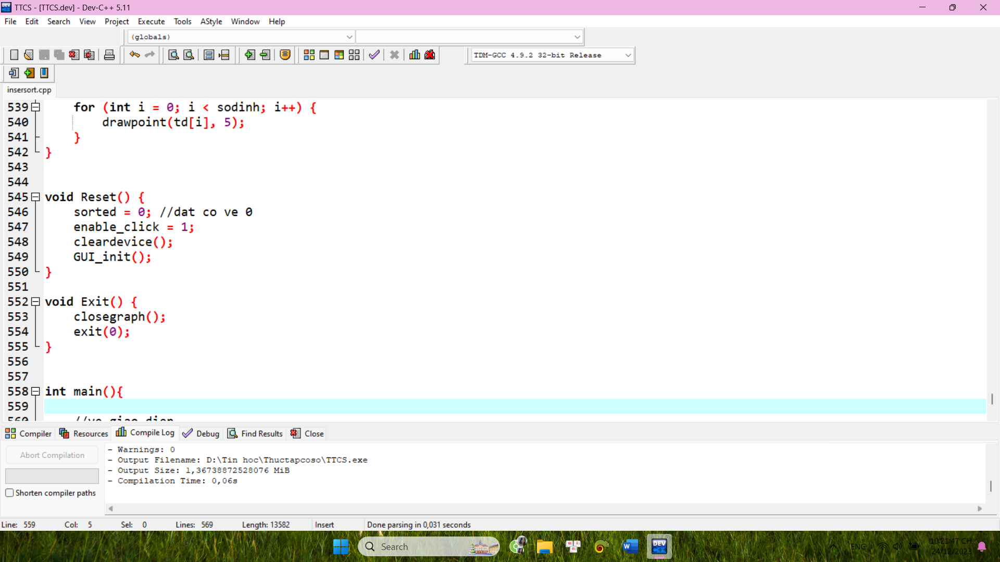 TTCS - [TTCS.dev] - Dev-C++ 5.11
File Edit Search View Project Execute Tools AStyle Window Help
(globals)
TDM-GCC 4.9.2 32-bit Release
insersort.cpp
539 for (int i = 0; i < sodinh; i++) {
540 drawpoint(td[i], 5);
541 }
542 }
543
544
545 void Reset() {
546 sorted = 0; //dat co ve 0
547 enable_click = 1;
548 cleardevice();
549 GUI_init();
550 }
551
552 void Exit() {
553 closegraph();
554 exit(0);
555 }
556
557
558 int main(){
559
560 //ve giao dien
Compiler Resources Compile Log Debug Find Results Close
Abort Compilation
Shorten compiler paths
- Warnings: 0
- Output Filename: D:\Tin hoc\Thuctapcoso\TTCS.exe
- Output Size: 1,36738872528076 MiB
- Compilation Time: 0,06s
Line: 559 Col: 5 Sel: 0 Lines: 569 Length: 13582 Insert Done parsing in 0,031 seconds
Search
DEV C++
ENG
10:21:47 CH
24/12/2023